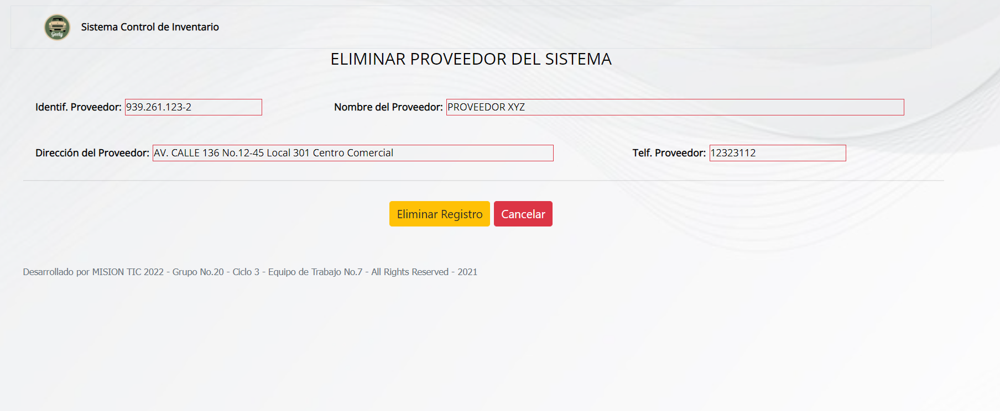 Geely
Sistema Control de Inventario
ELIMINAR PROVEEDOR DEL SISTEMA
Identif. Proveedor: 939.261.123-2 Nombre del Proveedor: PROVEEDOR XYZ
Dirección del Proveedor: AV. CALLE 136 No.12-45 Local 301 Centro Comercial Telf. Proveedor: 12323112
Eliminar Registro Cancelar
Desarrollado por MISION TIC 2022 - Grupo No.20 - Ciclo 3 - Equipo de Trabajo No.7 - All Rights Reserved - 2021